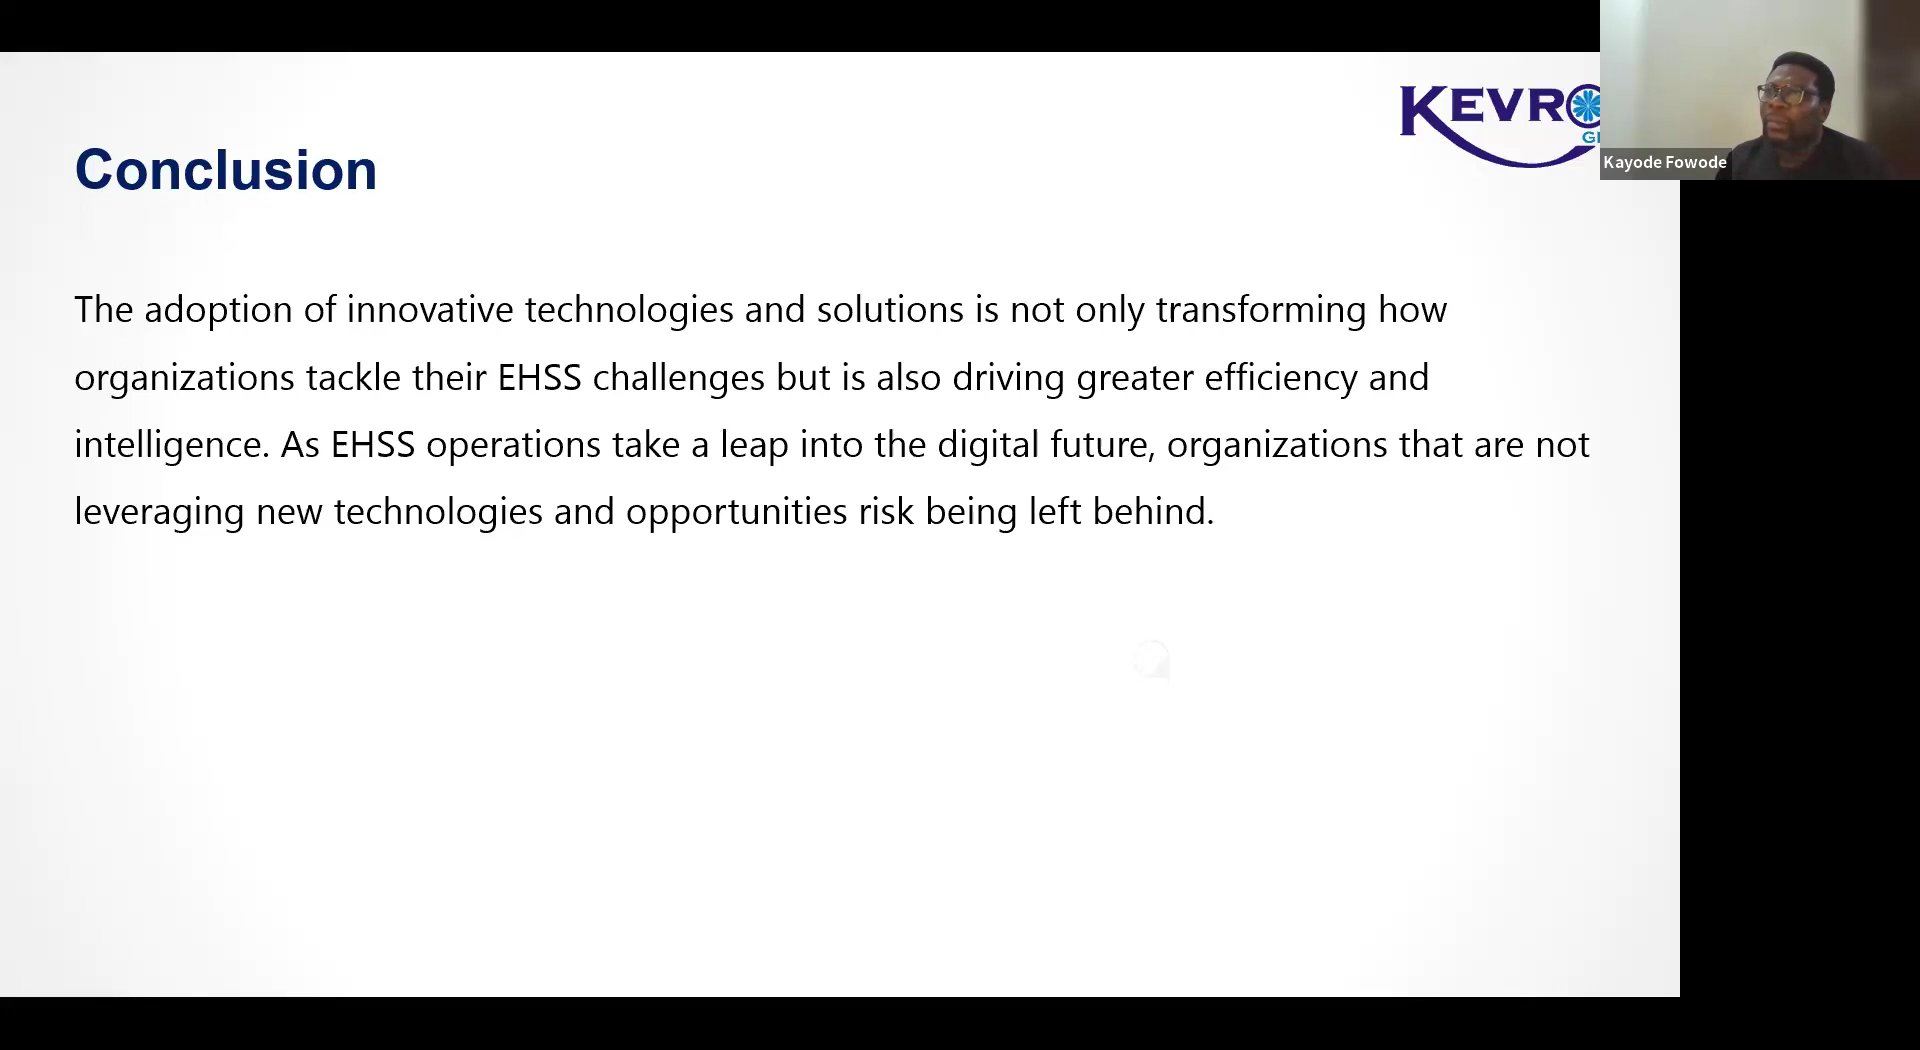 Conclusion
The adoption of innovative technologies and solutions is not only transforming how
organizations tackle their EHSS challenges but is also driving greater efficiency and
intelligence. As EHSS operations take a leap into the digital future, organizations that are not
leveraging new technologies and opportunities risk being left behind.
Kayode Fowode